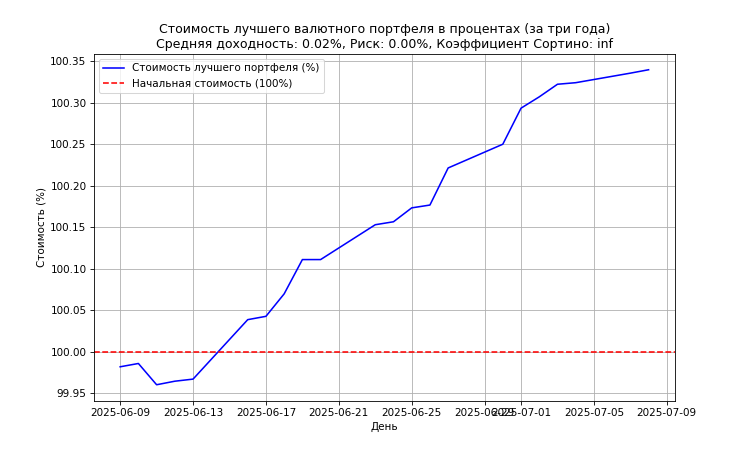 Стоимость лучшего валютного портфеля в процентах (за три года)
Средняя доходность: 0.02%, Риск: 0.00%, Коэффициент Сортино: inf
Стоимость лучшего портфеля (%)
Начальная стоимость (100%)
Стоимость (%)
100.35
100.30
100.25
100.20
100.15
100.10
100.05
100.00
99.95
2025-06-09 2025-06-13 2025-06-17 2025-06-21 2025-06-25 2025-06-29 2025-07-01 2025-07-05 2025-07-09
День